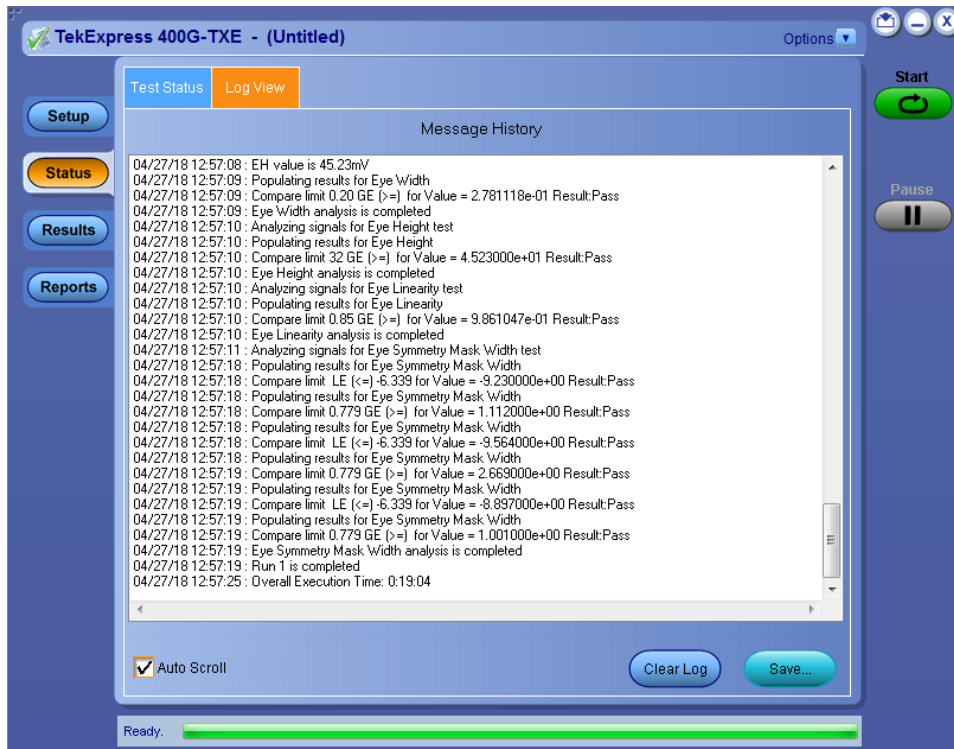 TekExpress 400G-TXE - (Untitled)
Options
Start
Pause
Setup
Status
Results
Reports
Test Status
Log View
Message History
04/27/18 12:57:08 : EH value is 45.23mV
04/27/18 12:57:09 : Populating results for Eye Width
04/27/18 12:57:09 : Compare limit 0.20 GE (>=) for Value = 2.781118e-01 Result:Pass
04/27/18 12:57:09 : Eye Width analysis is completed
04/27/18 12:57:10 : Analyzing signals for Eye Height test
04/27/18 12:57:10 : Populating results for Eye Height
04/27/18 12:57:10 : Compare limit 32 GE (>=) for Value = 4.523000e+01 Result:Pass
04/27/18 12:57:10 : Eye Height analysis is completed
04/27/18 12:57:10 : Analyzing signals for Eye Linearity test
04/27/18 12:57:10 : Populating results for Eye Linearity
04/27/18 12:57:10 : Compare limit 0.85 GE (>=) for Value = 9.861047e-01 Result:Pass
04/27/18 12:57:10 : Eye Linearity analysis is completed
04/27/18 12:57:11 : Analyzing signals for Eye Symmetry Mask Width test
04/27/18 12:57:18 : Populating results for Eye Symmetry Mask Width
04/27/18 12:57:18 : Compare limit LE (<=) -6.339 for Value = -9.230000e+00 Result:Pass
04/27/18 12:57:18 : Populating results for Eye Symmetry Mask Width
04/27/18 12:57:18 : Compare limit 0.779 GE (>=) for Value = 1.112000e+00 Result:Pass
04/27/18 12:57:18 : Populating results for Eye Symmetry Mask Width
04/27/18 12:57:18 : Compare limit LE (<=) -6.339 for Value = -9.564000e+00 Result:Pass
04/27/18 12:57:18 : Populating results for Eye Symmetry Mask Width
04/27/18 12:57:19 : Compare limit 0.779 GE (>=) for Value = 2.669000e+00 Result:Pass
04/27/18 12:57:19 : Populating results for Eye Symmetry Mask Width
04/27/18 12:57:19 : Compare limit LE (<=) -6.339 for Value = -8.897000e+00 Result:Pass
04/27/18 12:57:19 : Populating results for Eye Symmetry Mask Width
04/27/18 12:57:19 : Compare limit 0.779 GE (>=) for Value = 1.001000e+00 Result:Pass
04/27/18 12:57:19 : Eye Symmetry Mask Width analysis is completed
04/27/18 12:57:19 : Run 1 is completed
04/27/18 12:57:25 : Overall Execution Time: 0:19:04
Auto Scroll
Clear Log
Save...
Ready.